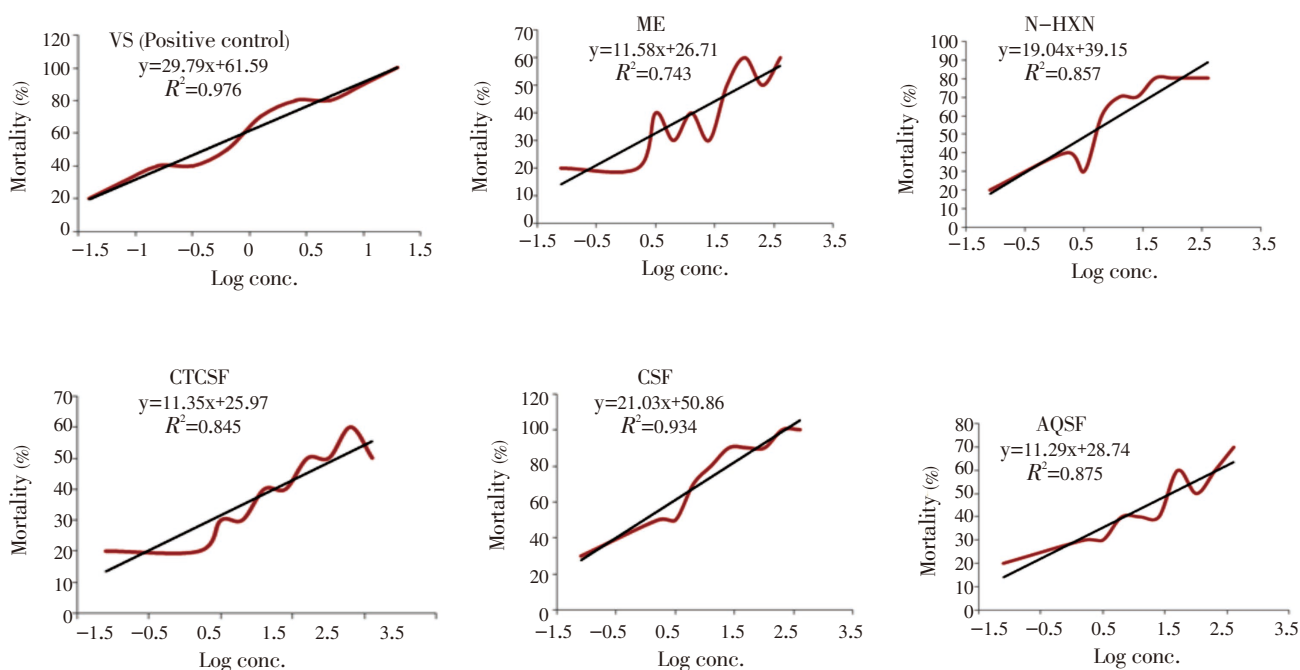 VS (Positive control)
y=29.79x+61.59
R²=0.976
Mortality (%)
120
100
80
60
40
20
0
−1.5 −1 −0.5 0 0.5 1 1.5
Log conc.
ME
y=11.58x+26.71
R²=0.743
Mortality (%)
70
60
50
40
30
20
10
0
−1.5 −0.5 0.5 1.5 2.5 3.5
Log conc.
N−HXN
y=19.04x+39.15
R²=0.857
Mortality (%)
100
90
80
70
60
50
40
30
20
10
0
−1.5 −0.5 0.5 1.5 2.5 3.5
Log conc.
CTCSF
y=11.35x+25.97
R²=0.845
Mortality (%)
70
60
50
40
30
20
10
0
−1.5 −0.5 0.5 1.5 2.5 3.5
Log conc.
CSF
y=21.03x+50.86
R²=0.934
Mortality (%)
120
100
80
60
40
20
0
−1.5 −0.5 0.5 1.5 2.5 3.5
Log conc.
AQSF
y=11.29x+28.74
R²=0.875
Mortality (%)
80
70
60
50
40
30
20
10
0
−1.5 −0.5 0.5 1.5 2.5 3.5
Log conc.